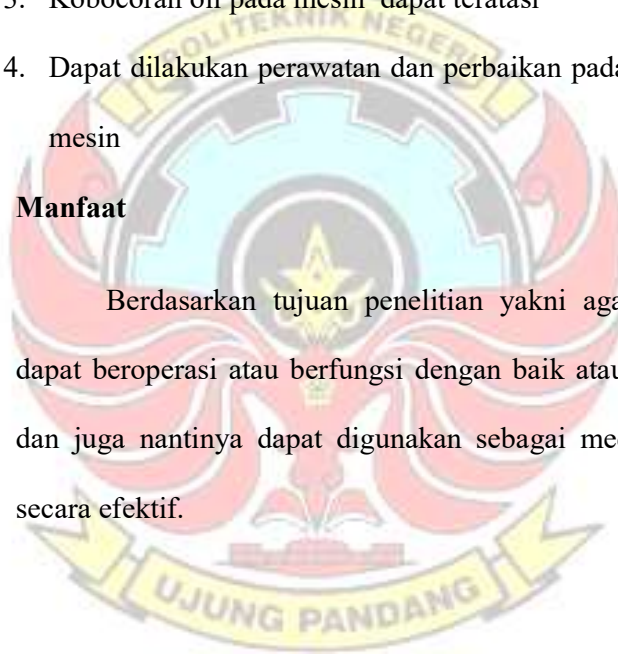 3. Kobocoran oli pada mesin dapat teratasi
POLITEKNIK NEGERI
4. Dapat dilakukan perawatan dan perbaikan pada
mesin
Manfaat
Berdasarkan tujuan penelitian yakni aga
dapat beroperasi atau berfungsi dengan baik atau
dan juga nantinya dapat digunakan sebagai me
secara efektif.
UJUNG PANDANG